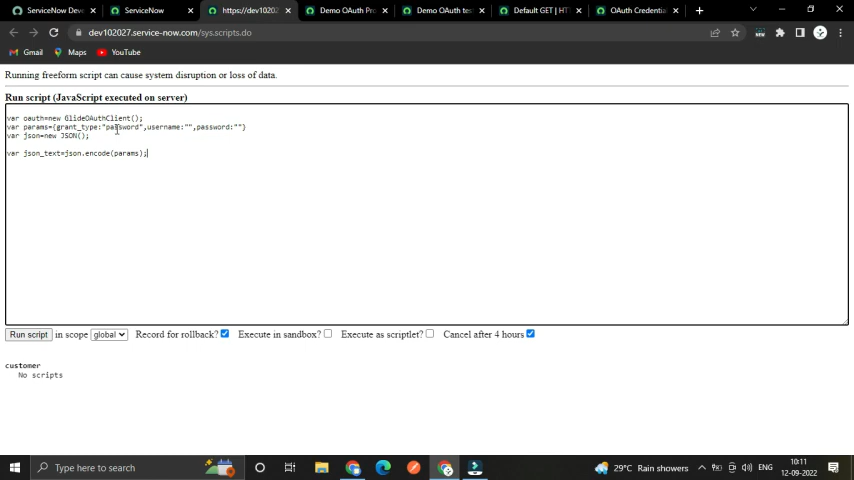 ServiceNow Deve
ServiceNow
https://dev10202
Demo OAuth Pro
Demo OAuth tes
Default GET | HTT
OAuth Credentia
dev102027.service-now.com/sys.scripts.do
Gmail
Maps
YouTube
Running freeform script can cause system disruption or loss of data.
Run script (JavaScript executed on server)
var oauth=new GlideOAuthClient();
var params={grant_type:"password",username:"",password:""}
var json=new JSON();
var json_text=json.encode(params);
Run script in scope global Record for rollback? Execute in sandbox? Execute as scriptlet? Cancel after 4 hours
customer
No scripts
Type here to search
29°C Rain showers
ENG
10:11
12-09-2022